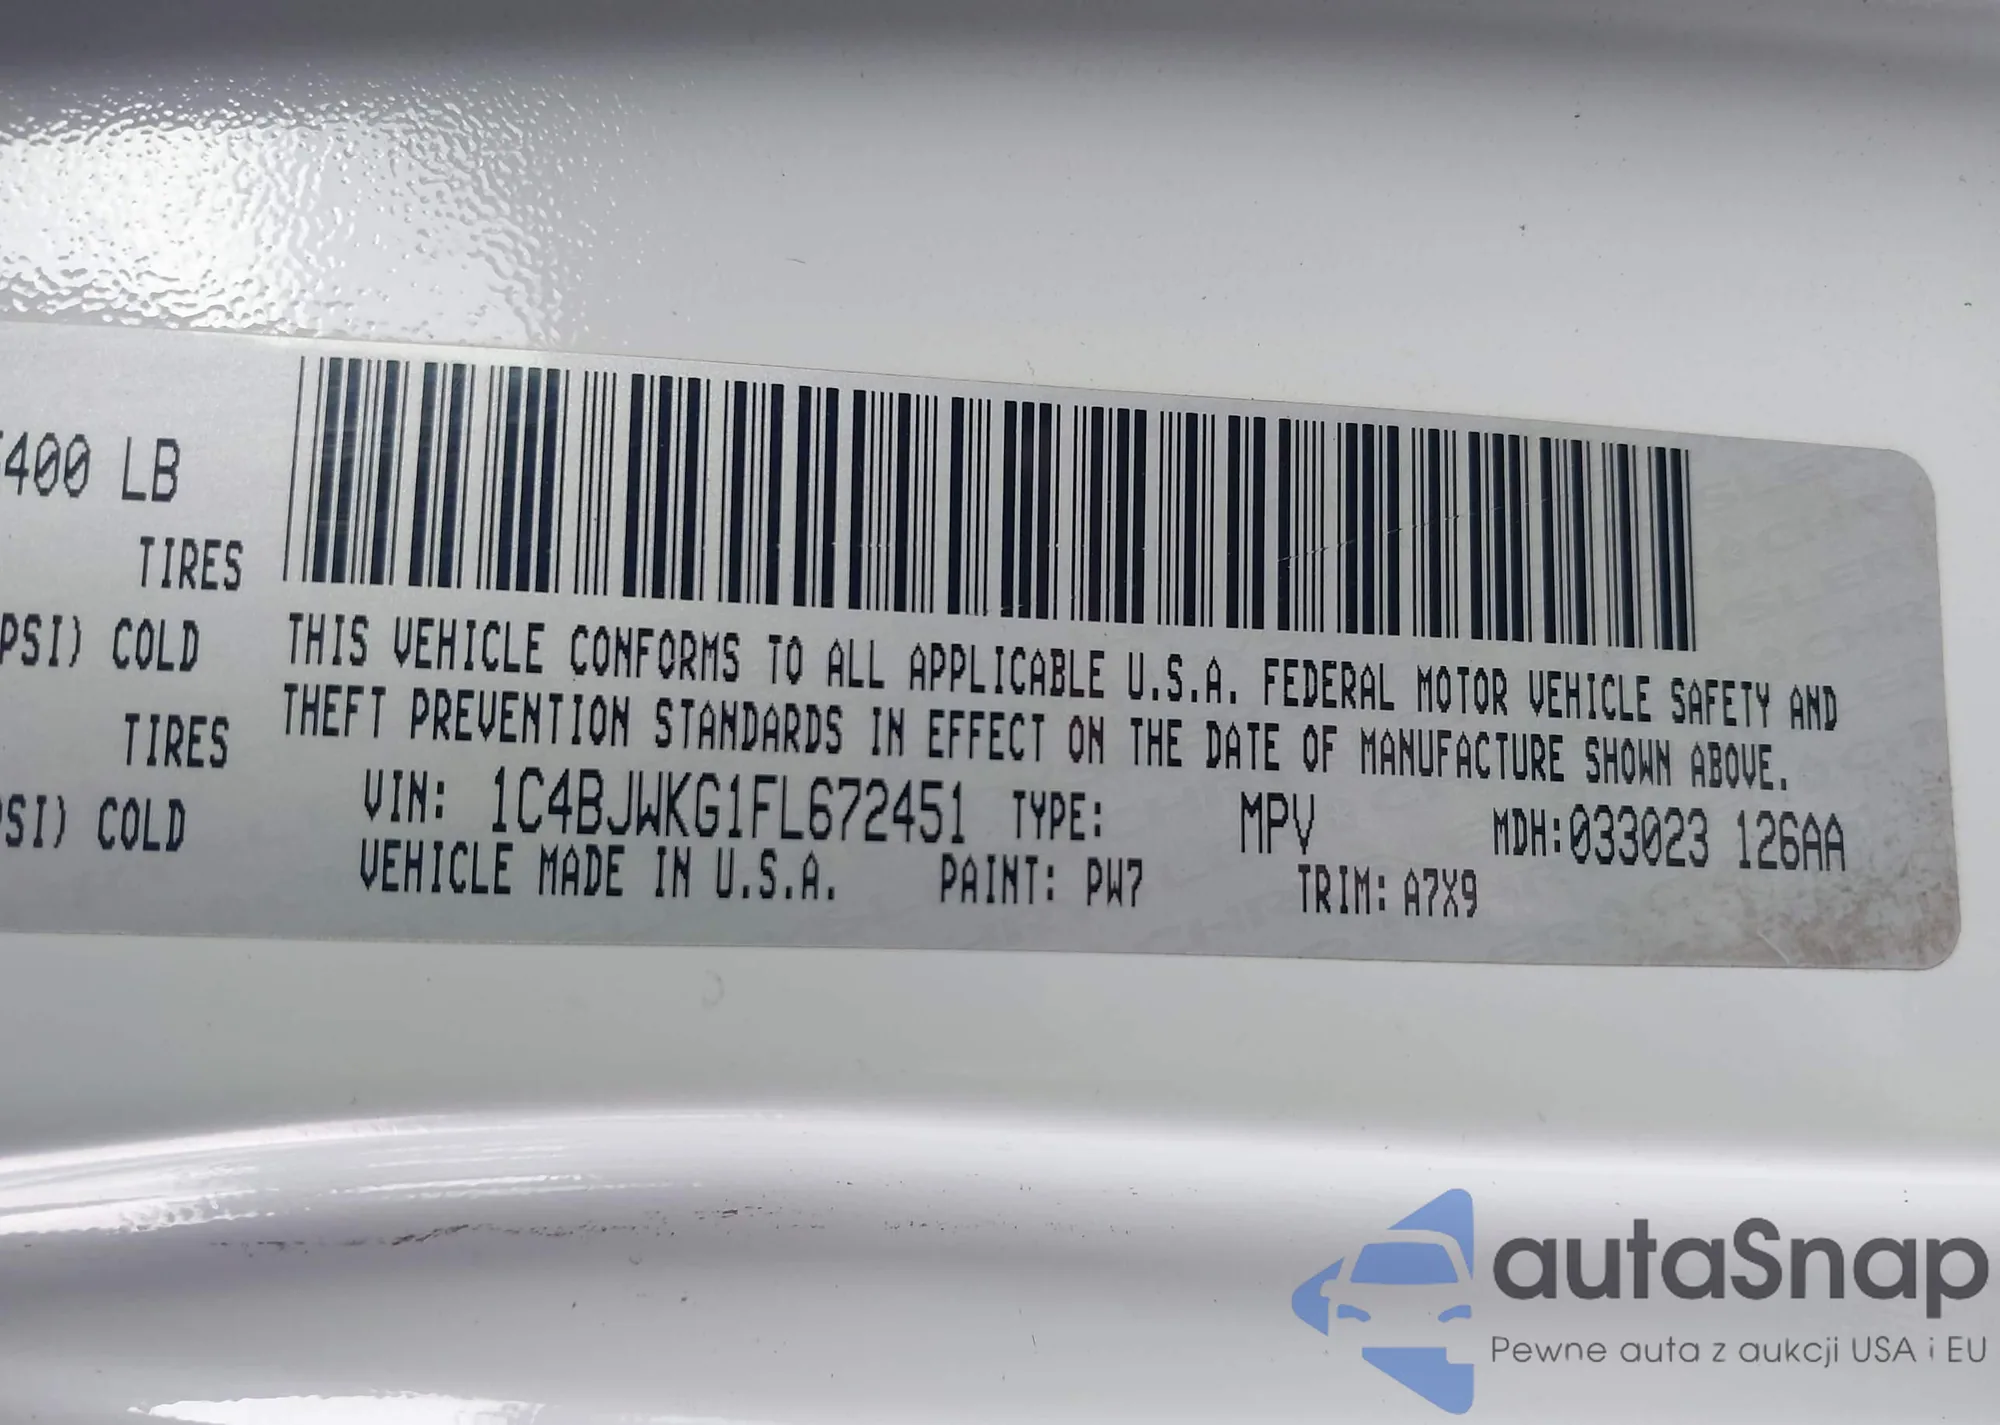 400 LB
TIRES
PSI) COLD
TIRES
SI) COLD
THIS VEHICLE CONFORMS TO ALL APPLICABLE U.S.A. FEDERAL MOTOR VEHICLE SAFETY AND
THEFT PREVENTION STANDARDS IN EFFECT ON THE DATE OF MANUFACTURE SHOWN ABOVE.
VIN: 1C4BJWKG1FL672451 TYPE: MPV MDH:033023 126AA
VEHICLE MADE IN U.S.A. PAINT: PW7 TRIM: A7X9
autaSnap
Pewne auta z aukcji USA i EU